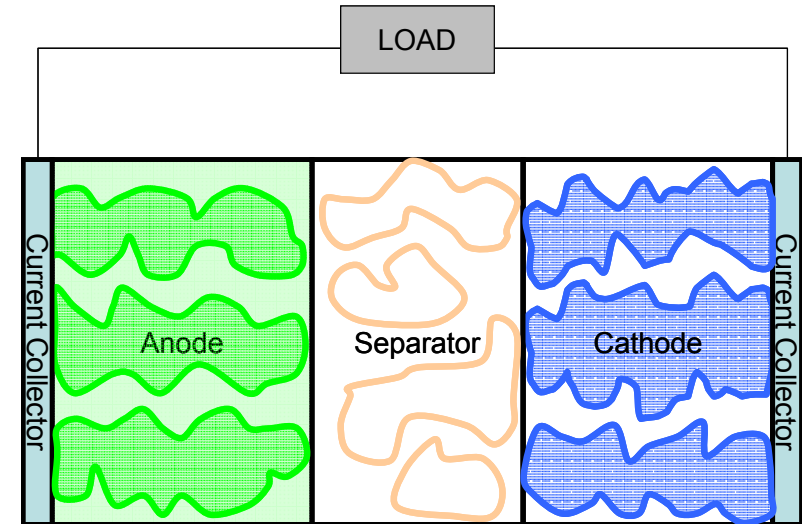 LOAD
Current Collector
Anode
Separator
Cathode
Current Collector